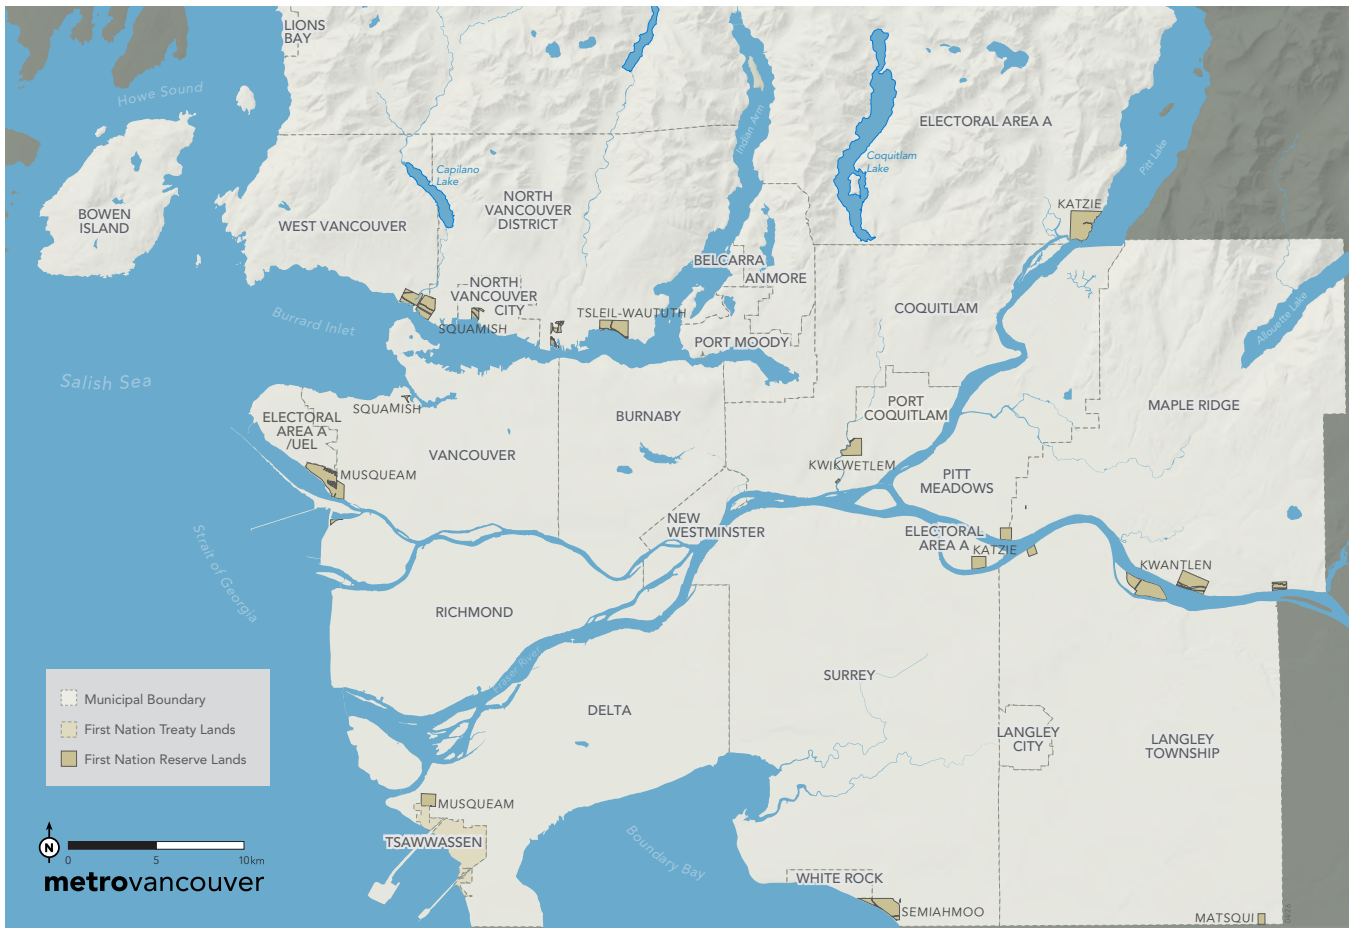 LIONS
BAY
Howe Sound
BOWEN
ISLAND
WEST VANCOUVER
Capilano
Lake
NORTH
VANCOUVER
DISTRICT
Indian Arm
Coquitlam
Lake
ELECTORAL AREA A
Pitt Lake
KATZIE
BELCARRA
ANMORE
NORTH
VANCOUVER
CITY
SQUAMISH
TSLEIL-WAUTUTH
PORT MOODY
COQUITLAM
Allouette Lake
Burrard Inlet
Salish Sea
SQUAMISH
ELECTORAL
AREA A
/UEL
VANCOUVER
BURNABY
PORT
COQUITLAM
MAPLE RIDGE
MUSQUEAM
KWIKWETLEM
PITT
MEADOWS
NEW
WESTMINSTER
ELECTORAL
AREA A
KATZIE
KWANTLEN
Strait of Georgia
RICHMOND
Fraser River
DELTA
SURREY
LANGLEY
CITY
LANGLEY
TOWNSHIP
Municipal Boundary
First Nation Treaty Lands
First Nation Reserve Lands
MUSQUEAM
TSAWWASSEN
Boundary Bay
WHITE ROCK
SEMIAHMOO
MATSQUI
N
0 5 10km
metrovancouver